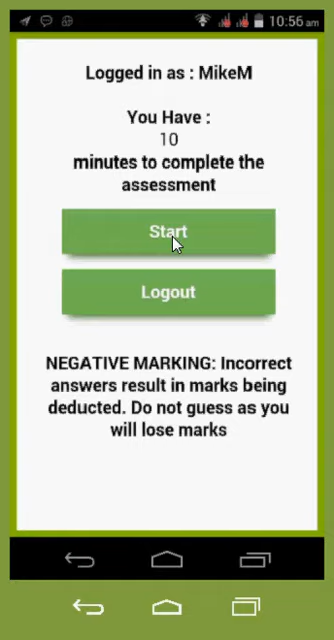 10:56 am
Logged in as : MikeM
You Have :
10
minutes to complete the
assessment
Start
Logout
NEGATIVE MARKING: Incorrect
answers result in marks being
deducted. Do not guess as you
will lose marks